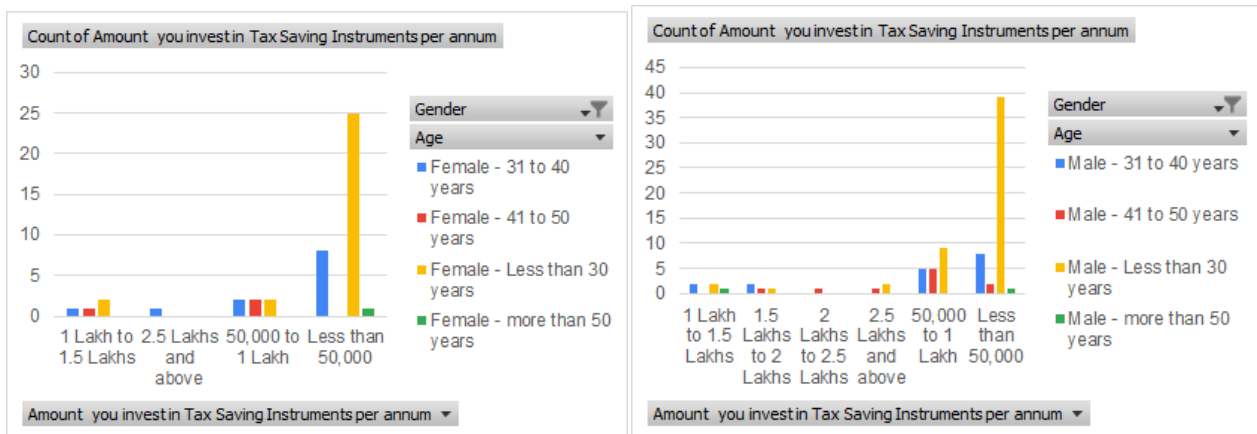 Count of Amount you invest in Tax Saving Instruments per annum
30
25
20
15
10
5
0
1 Lakh to
1.5 Lakhs
2.5 Lakhs
and
above
50,000 to
1 Lakh
Less than
50,000
Gender
Age
Female - 31 to 40
years
Female - 41 to 50
years
Female - Less than 30
years
Female - more than 50
years
Amount you invest in Tax Saving Instruments per annum
Count of Amount you invest in Tax Saving Instruments per annum
45
40
35
30
25
20
15
10
5
0
1 Lakh
to 1.5
Lakhs
1.5
Lakhs
to 2
Lakhs
2
Lakhs
to 2.5
Lakhs
2.5
Lakhs
and
above
50,000
to 1
Lakh
Less
than
50,000
Gender
Age
Male - 31 to 40 years
Male - 41 to 50 years
Male - Less than 30
years
Male - more than 50
years
Amount you invest in Tax Saving Instruments per annum